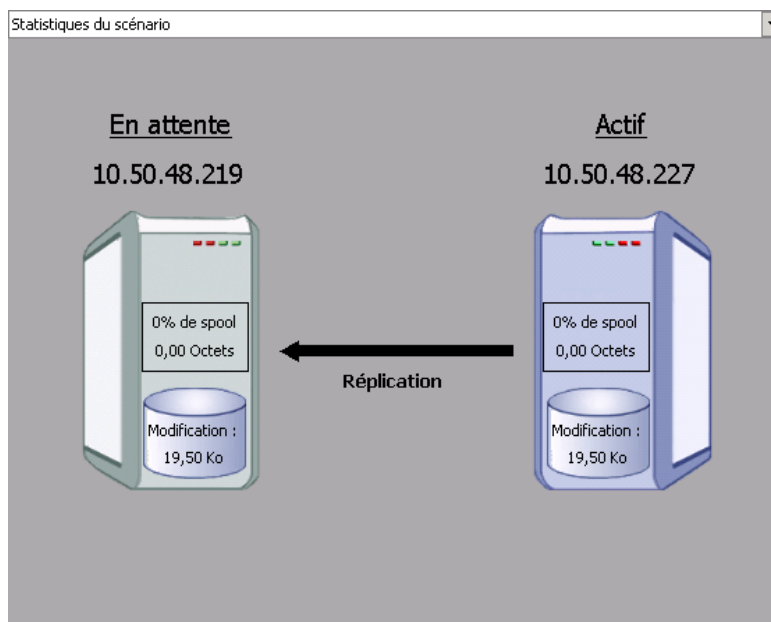 Statistiques du scénario
En attente
10.50.48.219
Actif
10.50.48.227
0% de spool
0,00 Octets
Modification :
19,50 Ko
Réplication
0% de spool
0,00 Octets
Modification :
19,50 Ko